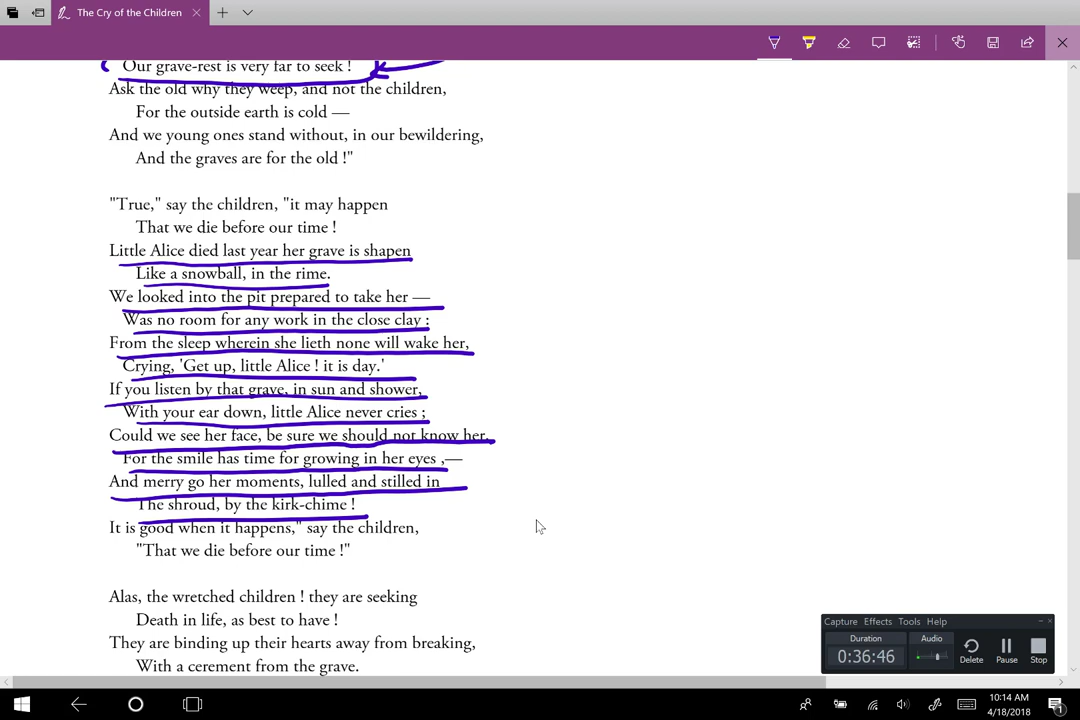 The Cry of the Children
Our grave-rest is very far to seek !
Ask the old why they weep, and not the children,
For the outside earth is cold —
And we young ones stand without, in our bewildering,
And the graves are for the old !"
"True," say the children, "it may happen
That we die before our time !
Little Alice died last year her grave is shapen
Like a snowball, in the rime.
We looked into the pit prepared to take her —
Was no room for any work in the close clay :
From the sleep wherein she lieth none will wake her,
Crying, 'Get up, little Alice ! it is day.'
If you listen by that grave, in sun and shower,
With your ear down, little Alice never cries ;
Could we see her face, be sure we should not know her,
For the smile has time for growing in her eyes ,—
And merry go her moments, lulled and stilled in
The shroud, by the kirk-chime !
It is good when it happens," say the children,
"That we die before our time !"
Alas, the wretched children ! they are seeking
Death in life, as best to have !
They are binding up their hearts away from breaking,
With a cerement from the grave.
Capture Effects Tools Help
Duration
Audio
0:36:46
Delete
Pause
Stop
10:14 AM
4/18/2018
1